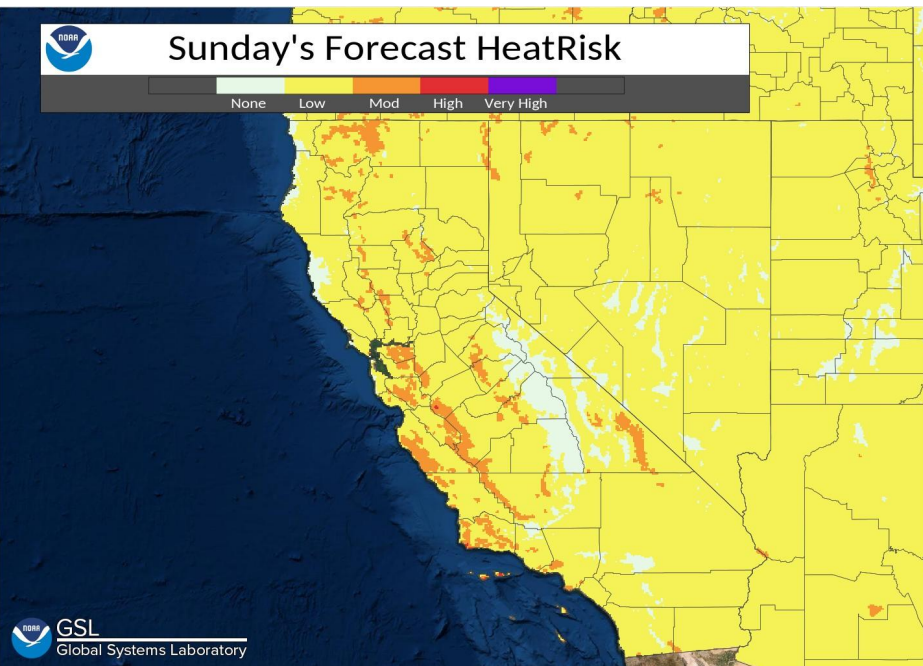 NOAA
Sunday's Forecast HeatRisk
None Low Mod High Very High
NOAA
GSL
Global Systems Laboratory